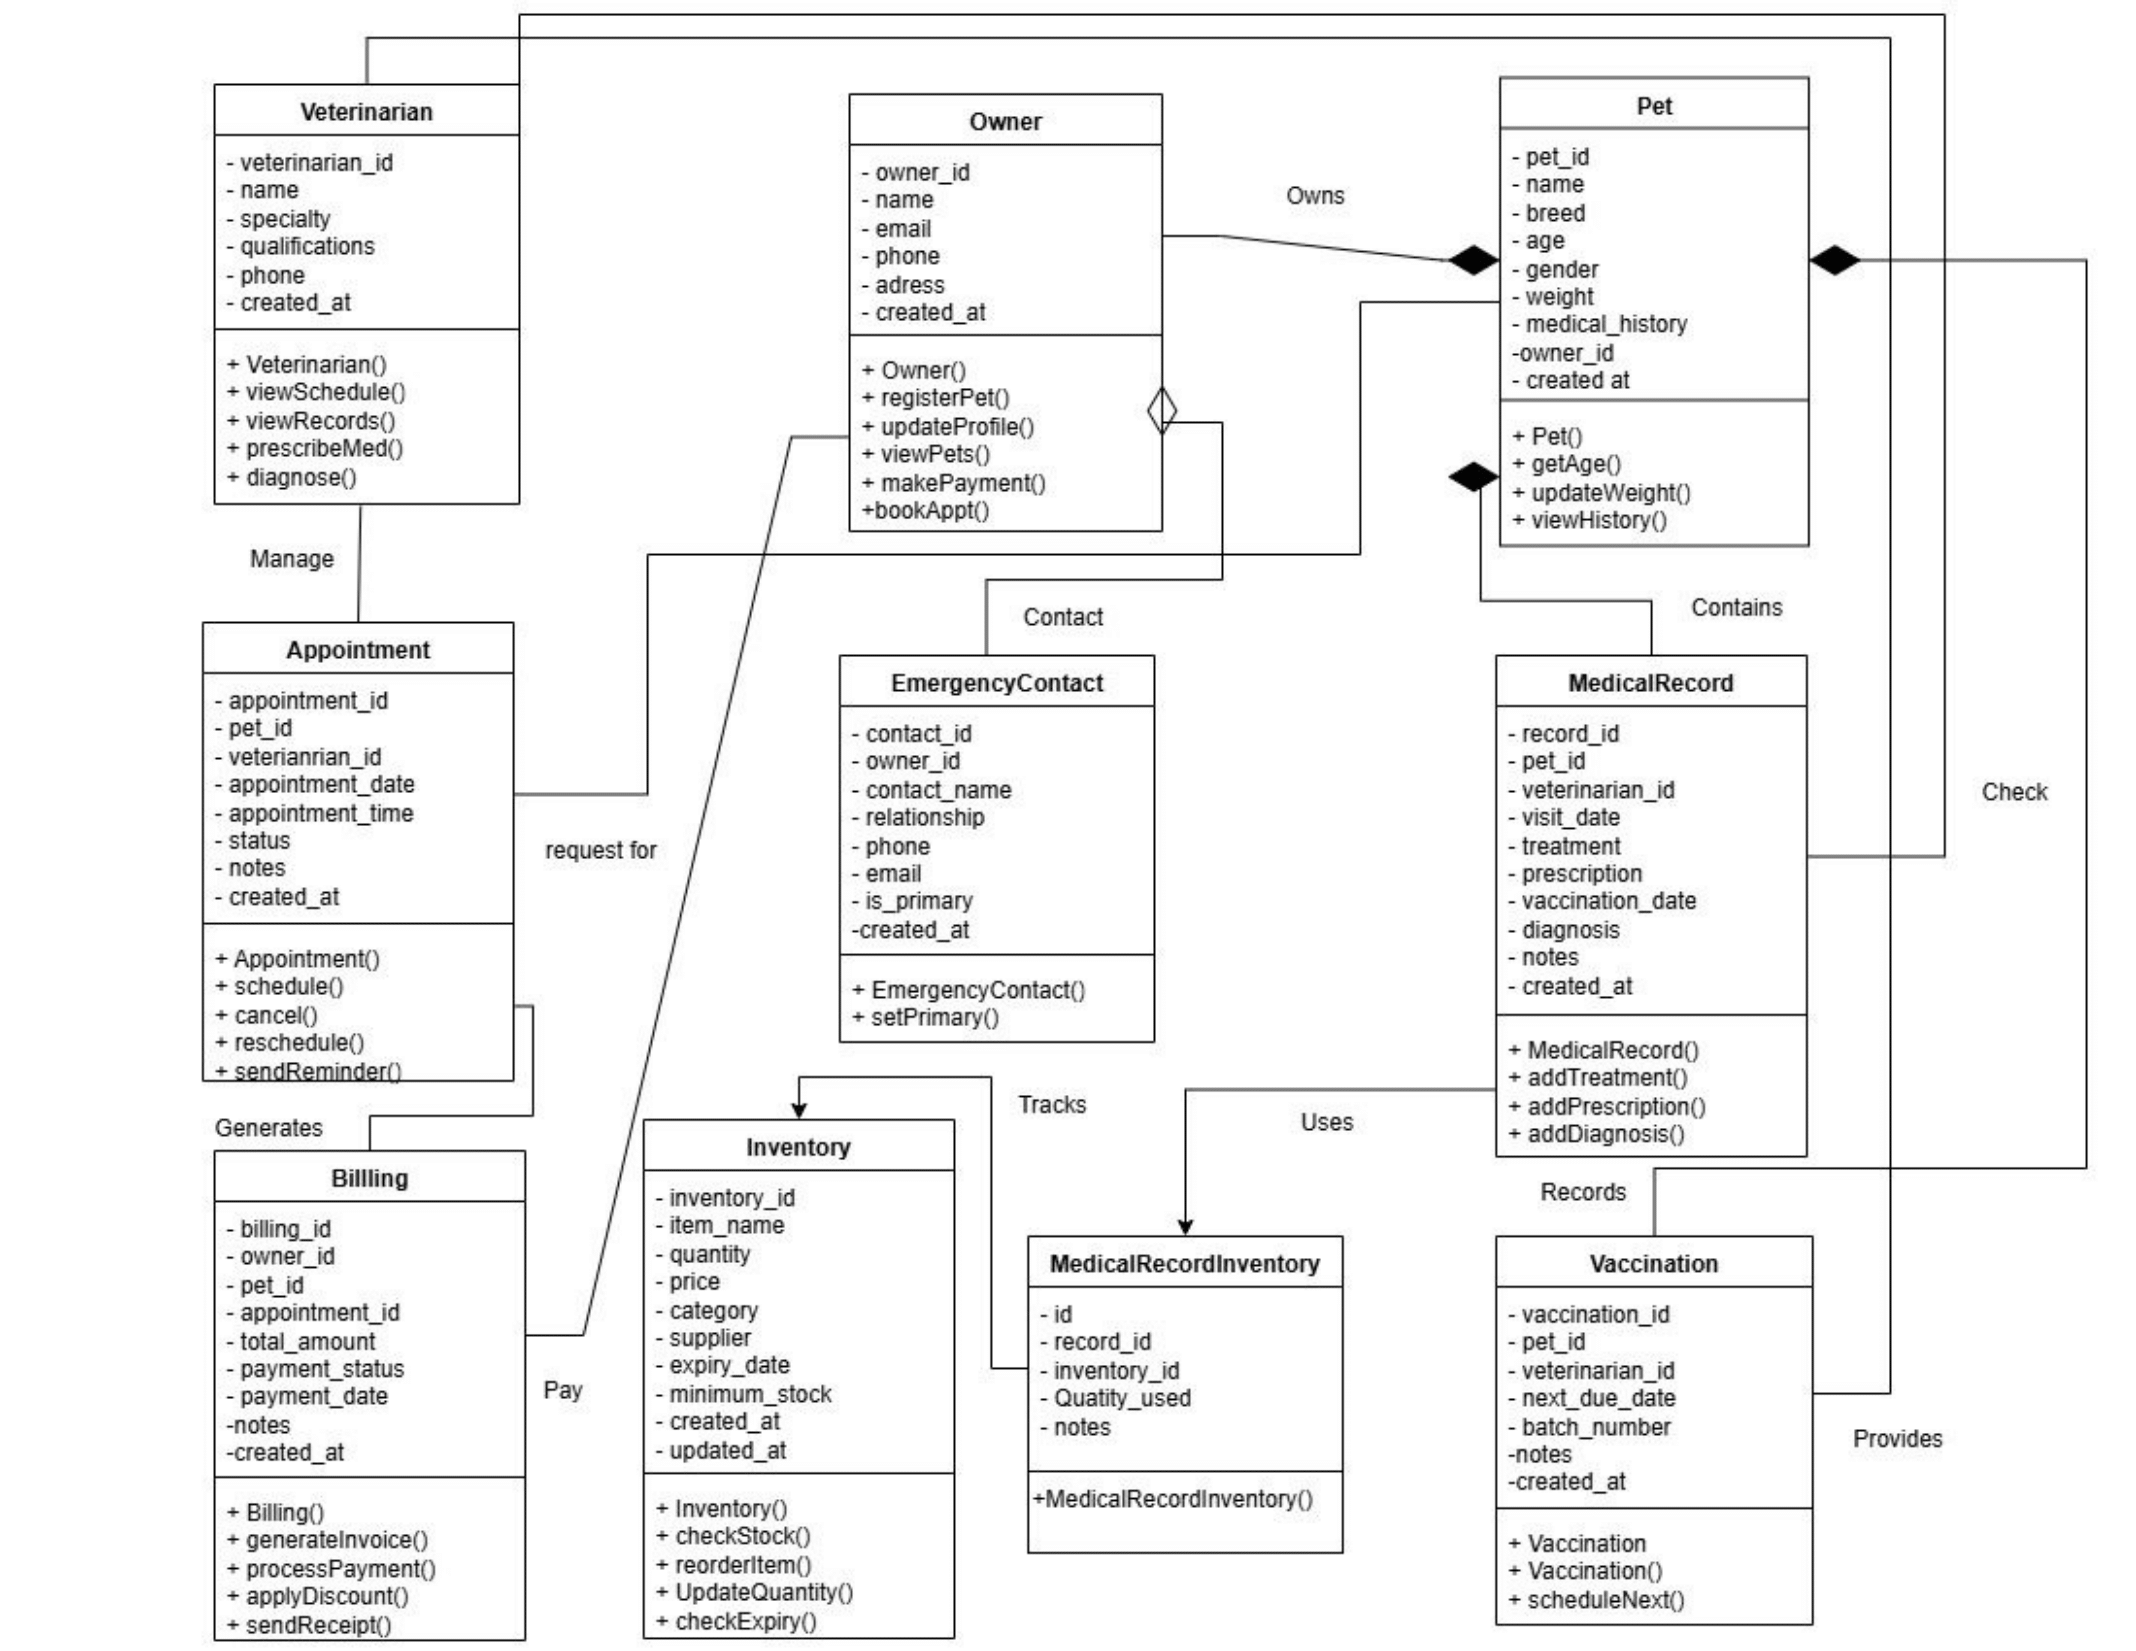 Veterinarian
- veterinarian_id
- name
- specialty
- qualifications
- phone
- created_at
+ Veterinarian()
+ viewSchedule()
+ viewRecords()
+ prescribeMed()
+ diagnose()
Owner
- owner_id
- name
- email
- phone
- adress
- created_at
+ Owner()
+ registerPet()
+ updateProfile()
+ viewPets()
+ makePayment()
+bookAppt()
Owns
Pet
- pet_id
- name
- breed
- age
- gender
- weight
- medical_history
-owner_id
- created at
+ Pet()
+ getAge()
+ updateWeight()
+ viewHistory()
Manage
Contact
Contains
Appointment
- appointment_id
- pet_id
- veterianrian_id
- appointment_date
- appointment_time
- status
- notes
- created_at
+ Appointment()
+ schedule()
+ cancel()
+ reschedule()
+ sendReminder()
request for
EmergencyContact
- contact_id
- owner_id
- contact_name
- relationship
- phone
- email
- is_primary
-created_at
+ EmergencyContact()
+ setPrimary()
MedicalRecord
- record_id
- pet_id
- veterinarian_id
- visit_date
- treatment
- prescription
- vaccination_date
- diagnosis
- notes
- created_at
+ MedicalRecord()
+ addTreatment()
+ addPrescription()
+ addDiagnosis()
Check
Generates
Tracks
Uses
Records
Billling
- billing_id
- owner_id
- pet_id
- appointment_id
- total_amount
- payment_status
- payment_date
-notes
-created_at
+ Billing()
+ generateInvoice()
+ processPayment()
+ applyDiscount()
+ sendReceipt()
Pay
Inventory
- inventory_id
- item_name
- quantity
- price
- category
- supplier
- expiry_date
- minimum_stock
- created_at
- updated_at
+ Inventory()
+ checkStock()
+ reorderItem()
+ UpdateQuantity()
+ checkExpiry()
MedicalRecordInventory
- id
- record_id
- inventory_id
- Quatity_used
- notes
+MedicalRecordInventory()
Vaccination
- vaccination_id
- pet_id
- veterinarian_id
- next_due_date
- batch_number
-notes
-created_at
+ Vaccination
+ Vaccination()
+ scheduleNext()
Provides